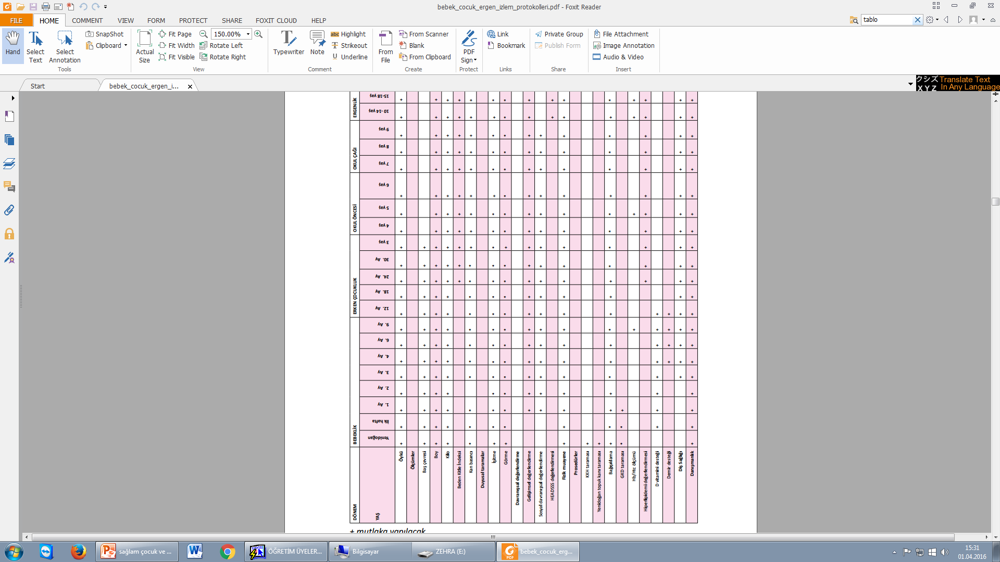 bebek_cocuk_ergen_izlem_protokolleri.pdf - Foxit Reader
FILE HOME COMMENT VIEW FORM PROTECT SHARE FOXIT CLOUD HELP
tablo
Hand
Select Text
Select Annotation
SnapShot
Clipboard
Tools
Actual Size
Fit Page
Fit Width
Fit Visible
150.00%
Rotate Left
Rotate Right
View
Typewriter
Note
Highlight
Strikeout
Underline
Comment
From File
From Scanner
Blank
From Clipboard
Create
PDF Sign
Protect
Link
Bookmark
Links
Private Group
Publish Form
Share
File Attachment
Image Annotation
Audio & Video
Insert
Start
bebek_cocuk_ergen_i...
クシズ Translate Text
XYZ In Any Language
DÖNEM
BEBEKLİK
ERKEN ÇOCUKLUK
OKUL ÖNCESİ
OKUL ÇAĞI
ERGENLİK
YAŞ
Yenidoğan
İlk hafta
1. Ay
2. Ay
3. Ay
4. Ay
6. Ay
9. Ay
12. Ay
18. Ay
24. Ay
30. Ay
3 yaş
4 yaş
5 yaş
6 yaş
7 yaş
8 yaş
9 yaş
10 -14 yaş
15-18 yaş
Öykü
Ölçümler
Baş çevresi
Boy
Kilo
Beden Kitle İndeksi
Kan basıncı
Duyusal taramalar
İşitme
Görme
Davranışsal değerlendirme
Gelişimsel değerlendirme
Sosyal davranışsal değerlendirme
HEADSSS değerlendirmesi
Fizik muayene
Prosedürler
KKH taraması
Yenidoğan topuk kanı taraması
Bağışıklama
GKD taraması
Hb/Htc ölçümü
Hiperlipidemi değerlendirmesi
D vitamini desteği
Demir desteği
Diş Sağlığı
Danışmanlık
+ mutlaka yapılacak
sağlam çocuk ve ...
ÖĞRETİM ÜYELER...
Bilgisayar
ZEHRA (E:)
bebek_cocuk_erg...
15:31
01.04.2016